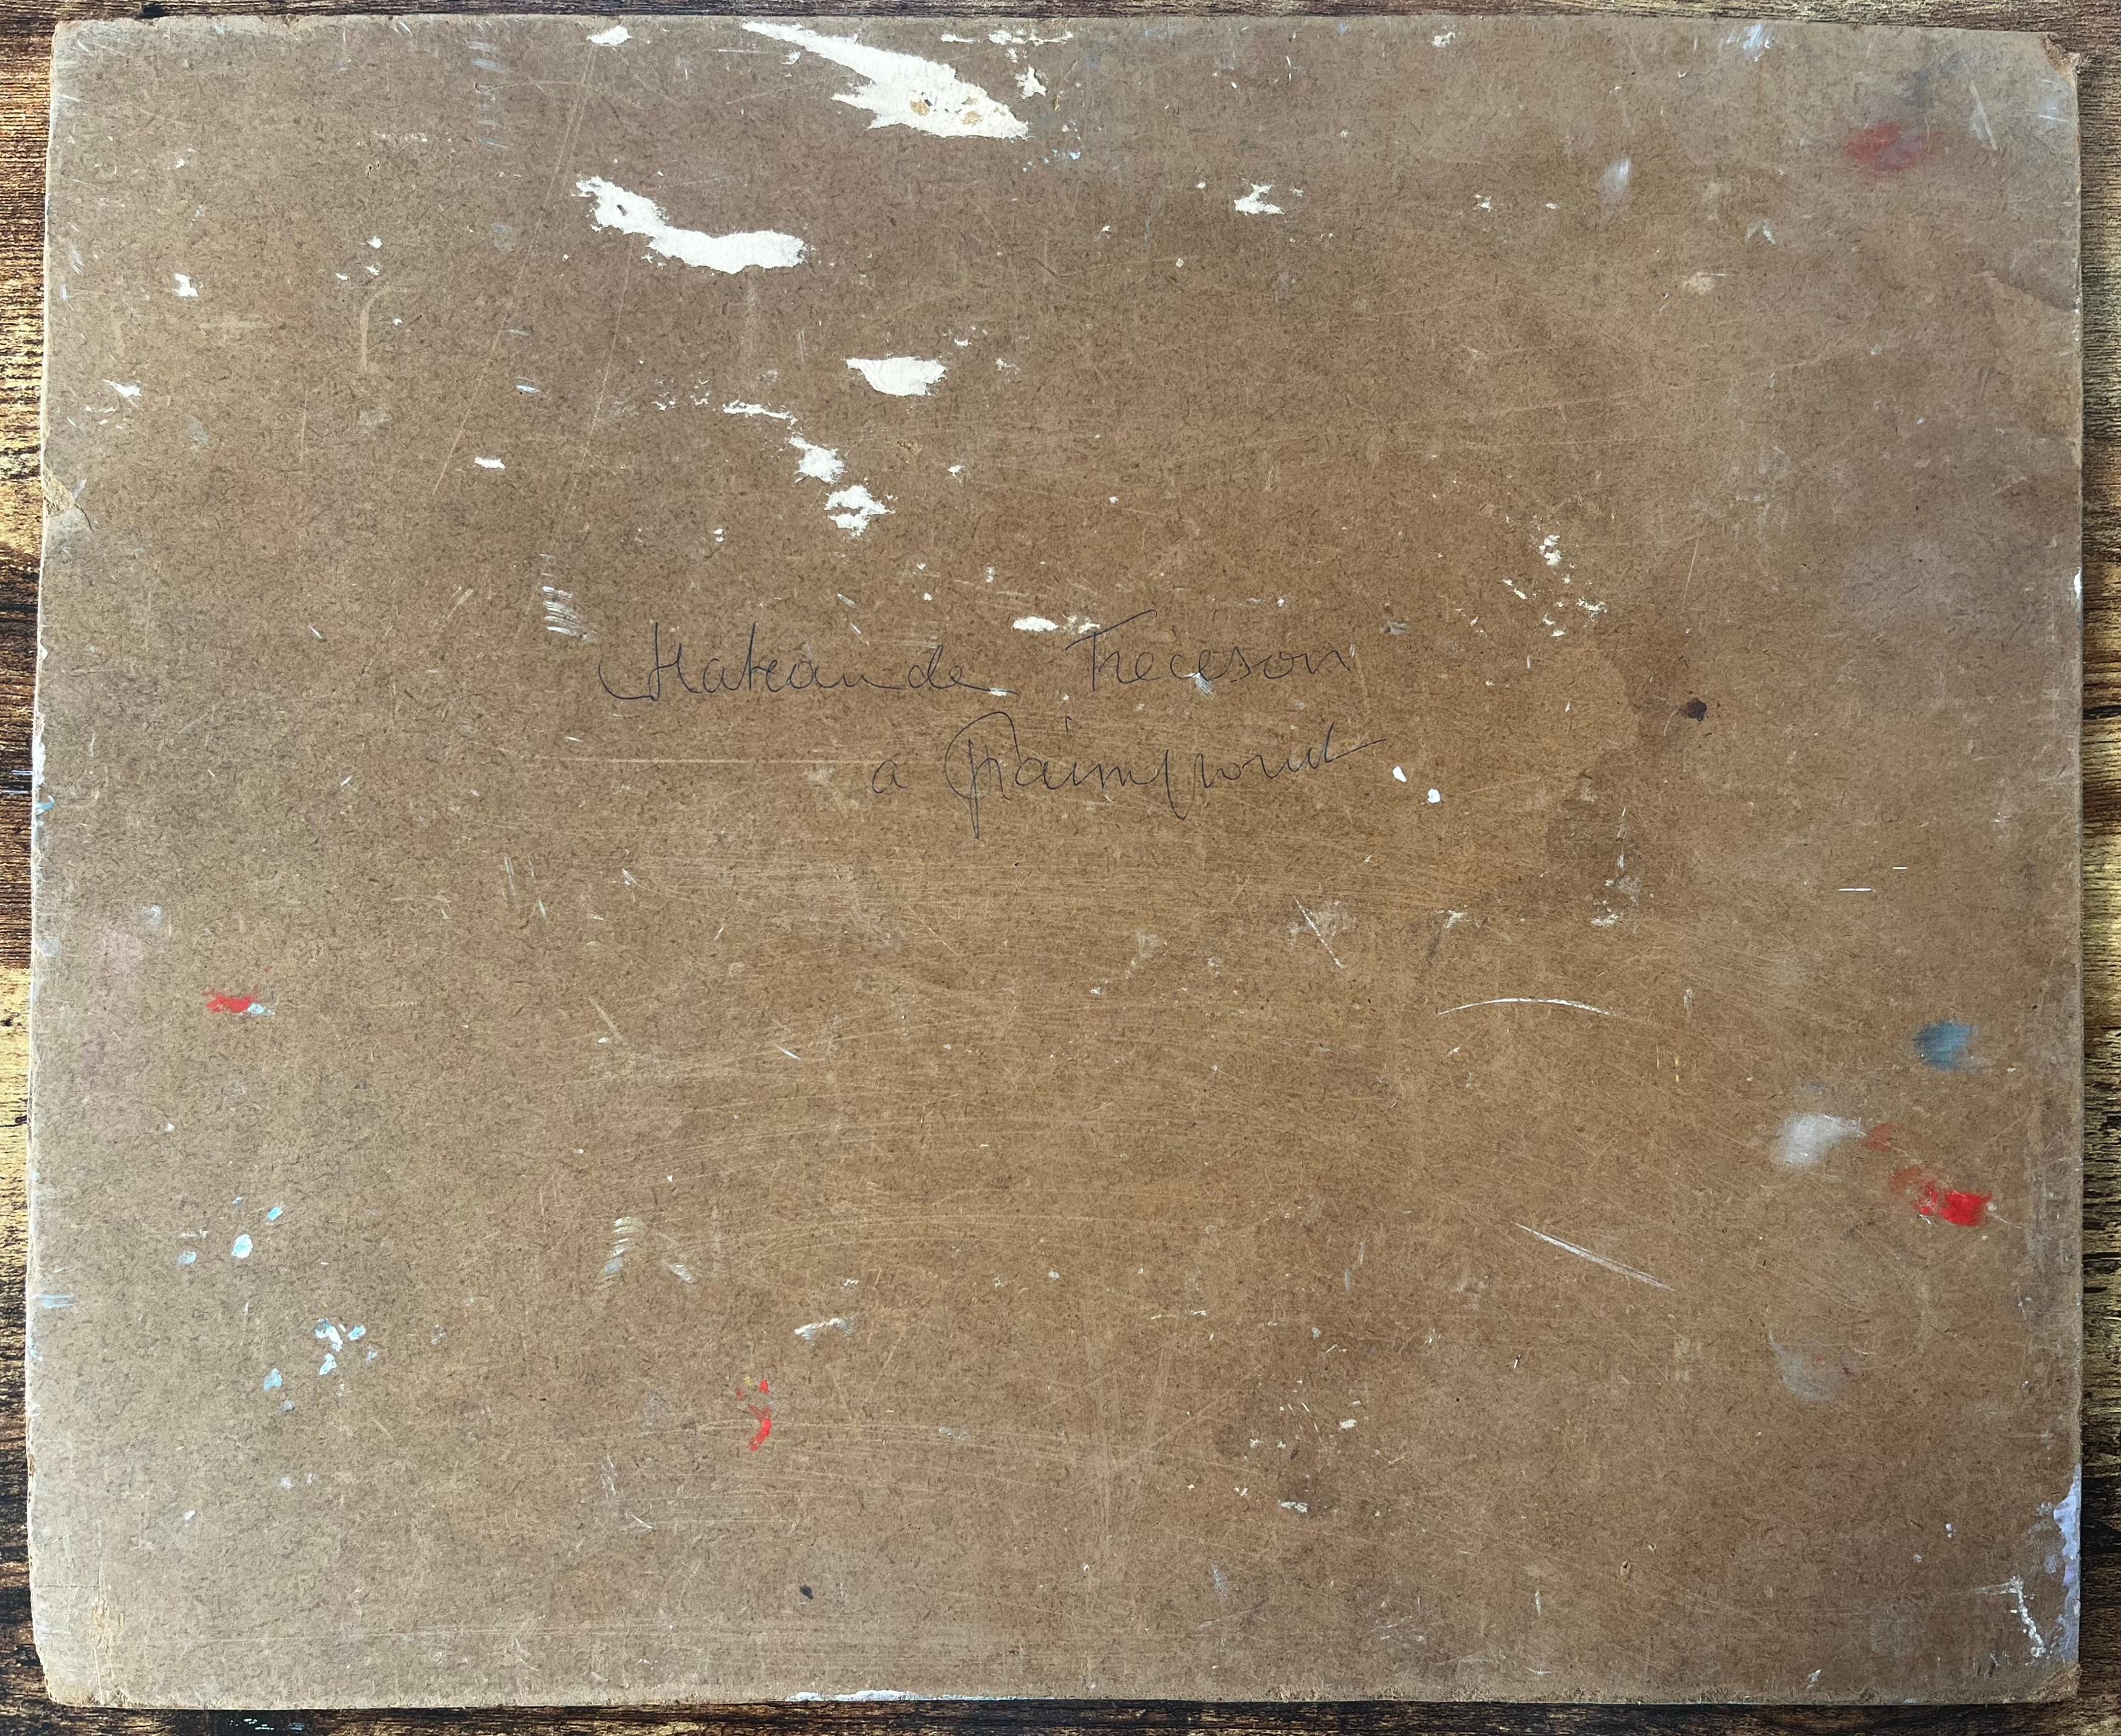 Chateau de Trecesson
a Paimpont